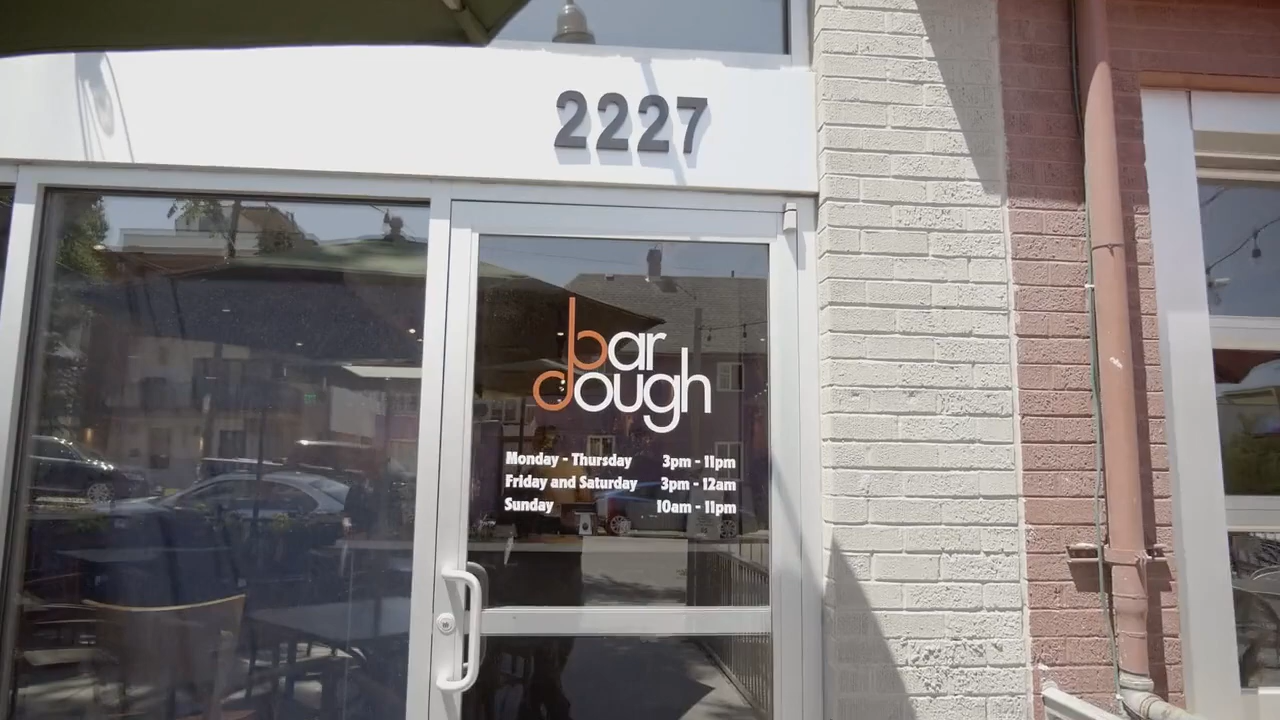 2227
bar
dough
Monday - Thursday 3pm - 11pm
Friday and Saturday 3pm - 12am
Sunday 10am - 11pm